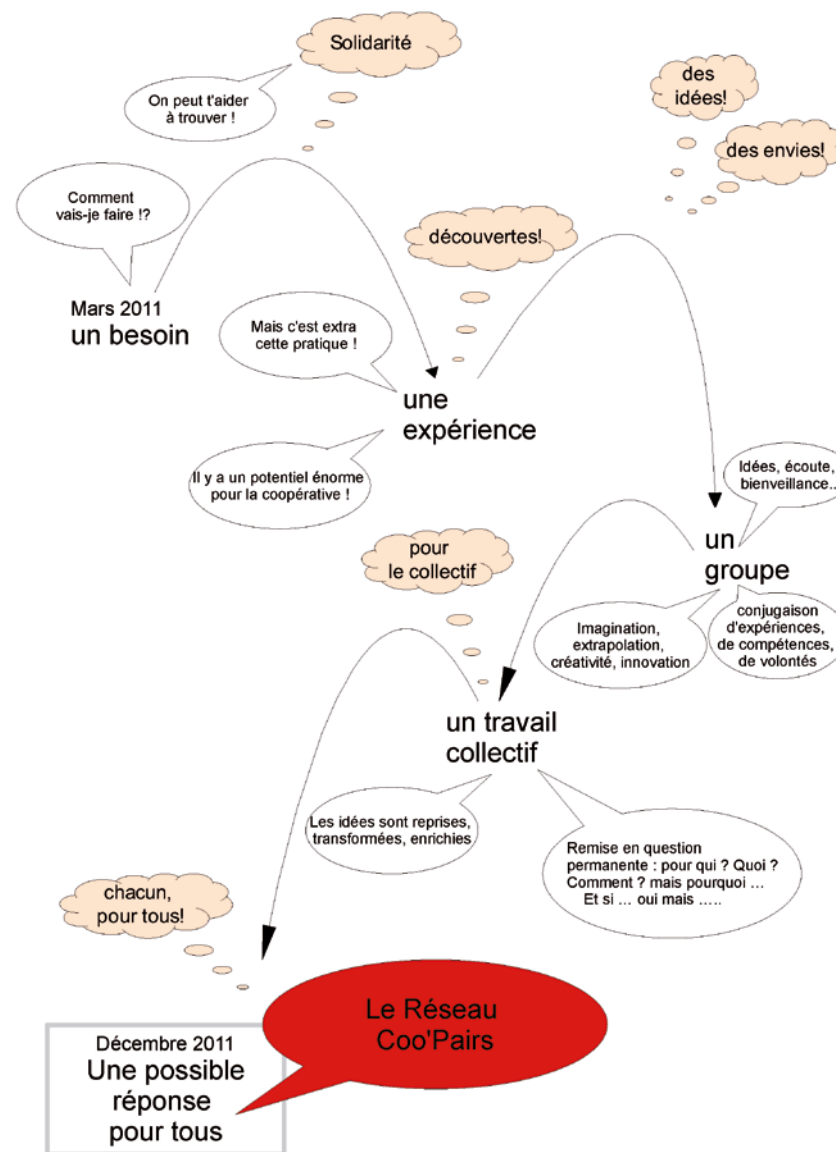 Solidarité
On peut t'aider
à trouver !
des
idées!
des envies!
Comment
vais-je faire !?
découvertes!
Mars 2011
un besoin
Mais c'est extra
cette pratique !
une
expérience
Il y a un potentiel énorme
pour la coopérative !
Idées, écoute,
bienveillance..
pour
le collectif
un
groupe
Imagination,
extrapolation,
créativité, innovation
conjugaison
d'expériences,
de compétences,
de volontés
un travail
collectif
Les idées sont reprises,
transformées, enrichies
Remise en question
permanente : pour qui ? Quoi ?
Comment ? mais pourquoi ...
Et si ... oui mais .....
chacun,
pour tous!
Le Réseau
Coo'Pairs
Décembre 2011
Une possible
réponse
pour tous